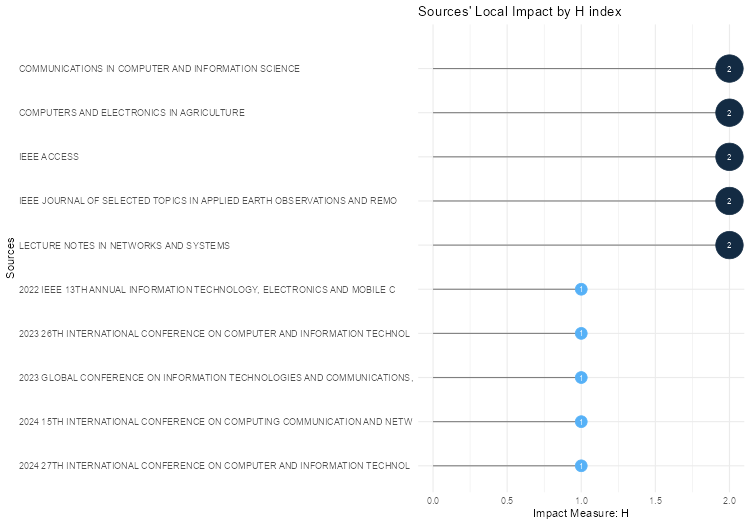 Sources' Local Impact by H index
COMMUNICATIONS IN COMPUTER AND INFORMATION SCIENCE
2
COMPUTERS AND ELECTRONICS IN AGRICULTURE
2
IEEE ACCESS
2
IEEE JOURNAL OF SELECTED TOPICS IN APPLIED EARTH OBSERVATIONS AND REMO
2
LECTURE NOTES IN NETWORKS AND SYSTEMS
2
Sources
2022 IEEE 13TH ANNUAL INFORMATION TECHNOLOGY, ELECTRONICS AND MOBILE C
1
2023 26TH INTERNATIONAL CONFERENCE ON COMPUTER AND INFORMATION TECHNOL
1
2023 GLOBAL CONFERENCE ON INFORMATION TECHNOLOGIES AND COMMUNICATIONS,
1
2024 15TH INTERNATIONAL CONFERENCE ON COMPUTING COMMUNICATION AND NETW
1
2024 27TH INTERNATIONAL CONFERENCE ON COMPUTER AND INFORMATION TECHNOL
1
0.0 0.5 1.0 1.5 2.0
Impact Measure: H